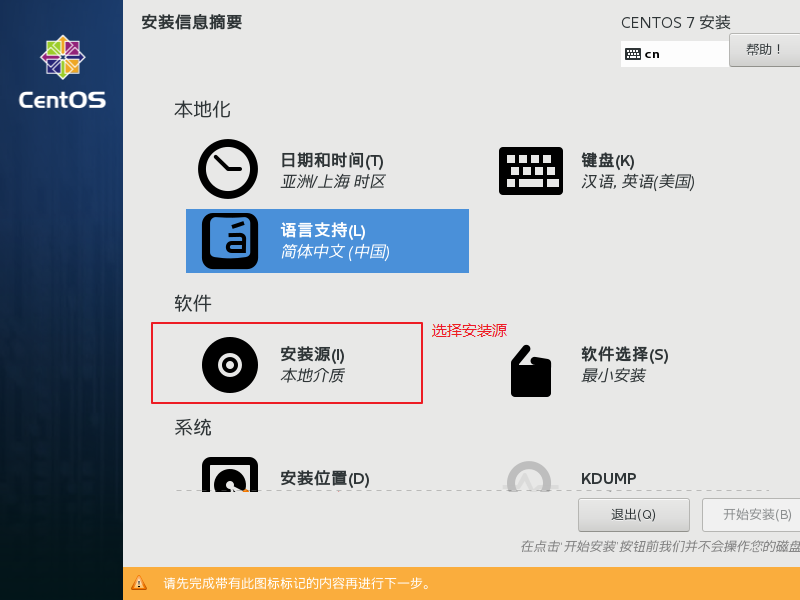 安装信息摘要
CENTOS 7 安装
cn
帮助！
CentOS
本地化
日期和时间(T)
亚洲/上海 时区
键盘(K)
汉语, 英语(美国)
语言支持(L)
简体中文 (中国)
软件
选择安装源
安装源(I)
本地介质
软件选择(S)
最小安装
系统
安装位置(D)
KDUMP
退出(Q)
开始安装(B)
在点击'开始安装'按钮前我们并不会操作您的磁盘
请先完成带有此图标标记的内容再进行下一步。